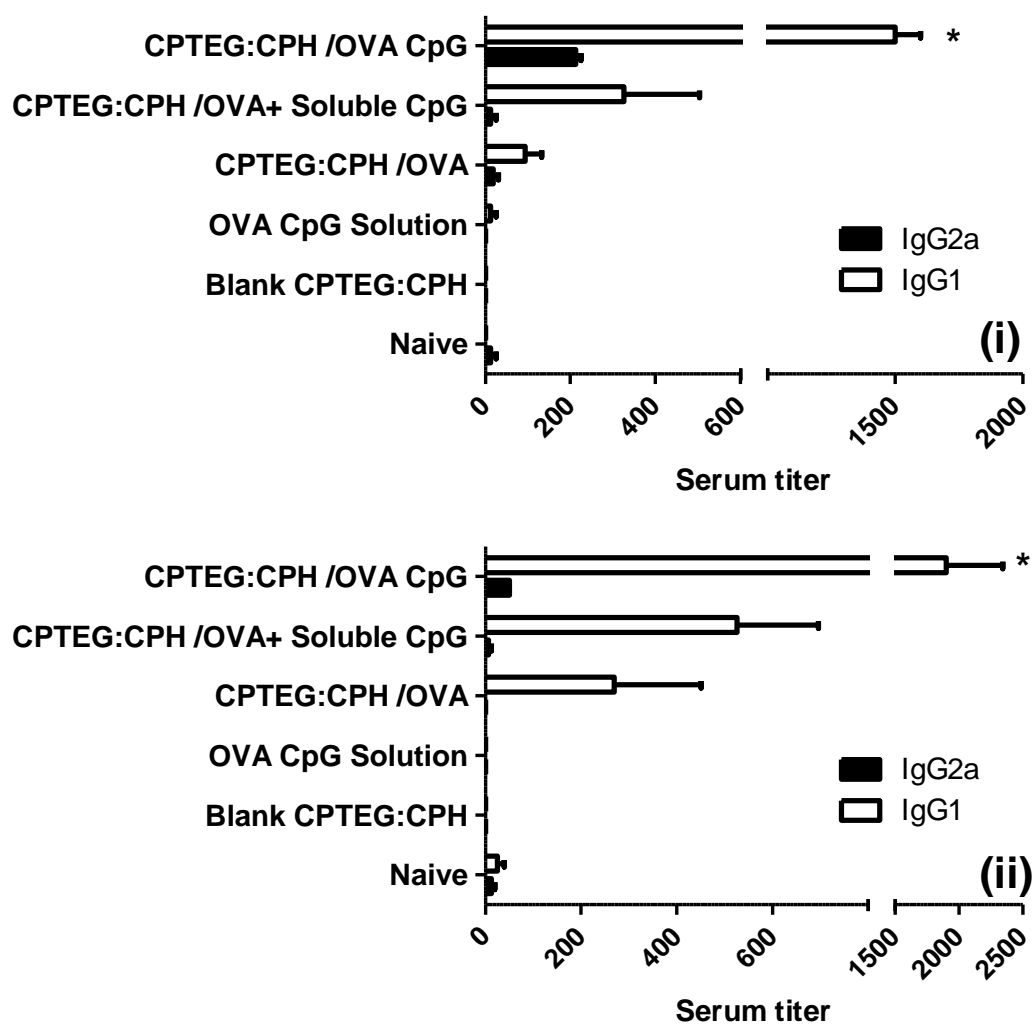 CPTEG:CPH /OVA CpG
*
CPTEG:CPH /OVA+ Soluble CpG
CPTEG:CPH /OVA
OVA CpG Solution
IgG2a
Blank CPTEG:CPH
IgG1
Naive
(i)
0 200 400 600 1500 2000
Serum titer
CPTEG:CPH /OVA CpG
*
CPTEG:CPH /OVA+ Soluble CpG
CPTEG:CPH /OVA
OVA CpG Solution
IgG2a
Blank CPTEG:CPH
IgG1
Naive
(ii)
0 200 400 600 1500 2000 2500
Serum titer